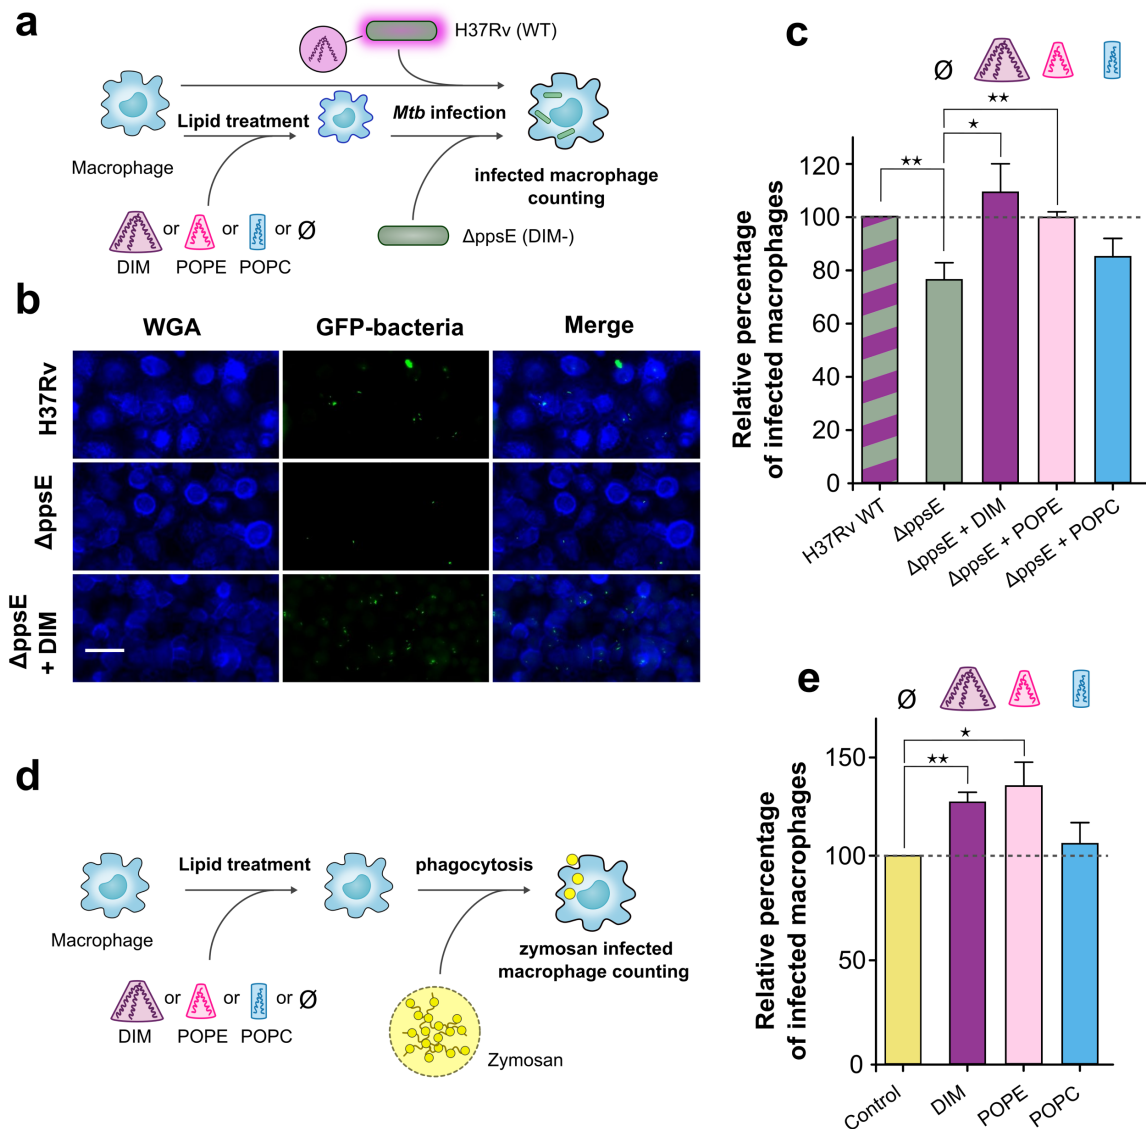 a
H37Rv (WT)
Lipid treatment
Mtb infection
Macrophage
infected macrophage
counting
or or or Ø
DIM POPE POPC
ΔppsE (DIM-)
b
WGA GFP-bacteria Merge
H37Rv
ΔppsE
ΔppsE
+ DIM
c
Ø
★★
★
★★
Relative percentage
of infected macrophages
120
100
80
60
40
20
0
H37Rv WT
ΔppsE
ΔppsE + DIM
ΔppsE + POPE
ΔppsE + POPC
d
Lipid treatment phagocytosis
Macrophage
zymosan infected
macrophage counting
or or or Ø
DIM POPE POPC
Zymosan
e
Ø
★
★★
Relative percentage
of infected macrophages
150
100
50
0
Control
DIM
POPE
POPC